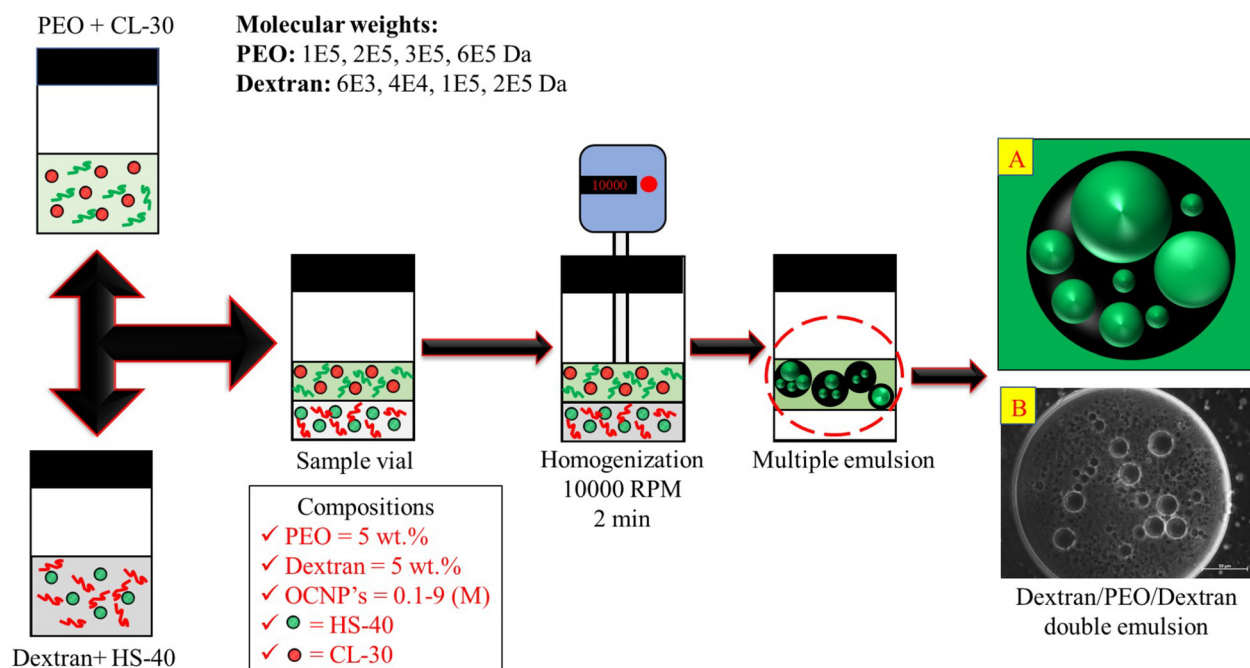 PEO + CL-30
Molecular weights:
PEO: 1E5, 2E5, 3E5, 6E5 Da
Dextran: 6E3, 4E4, 1E5, 2E5 Da
10000
A
Sample vial
Homogenization
10000 RPM
2 min
Multiple emulsion
B
50 µm
Dextran/PEO/Dextran
double emulsion
Dextran+ HS-40
Compositions
✓ PEO = 5 wt.%
✓ Dextran = 5 wt.%
✓ OCNP's = 0.1-9 (M)
✓ = HS-40
✓ = CL-30